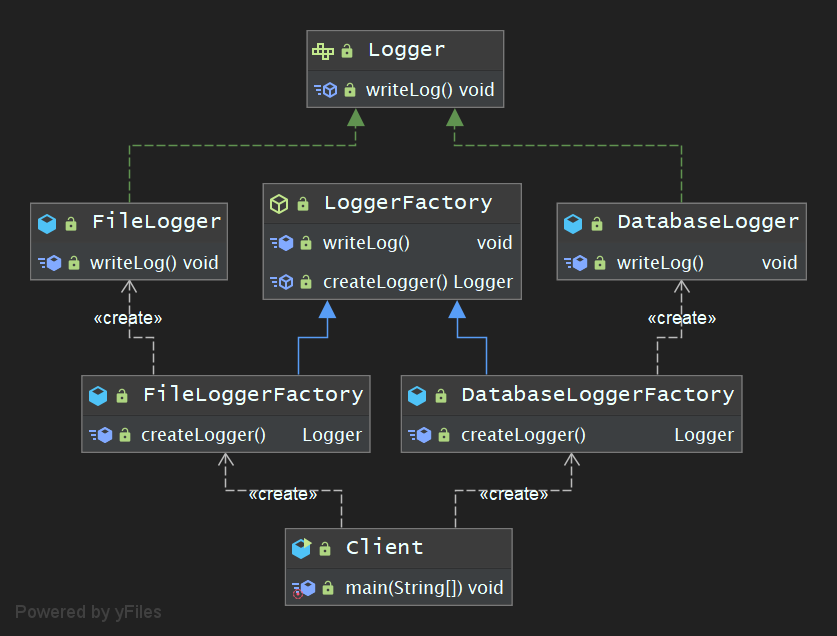 Logger
writeLog() void
FileLogger
writeLog() void
LoggerFactory
writeLog() void
createLogger() Logger
DatabaseLogger
writeLog() void
«create»
«create»
FileLoggerFactory
createLogger() Logger
DatabaseLoggerFactory
createLogger() Logger
«create»
«create»
Client
main(String[]) void
Powered by yFiles